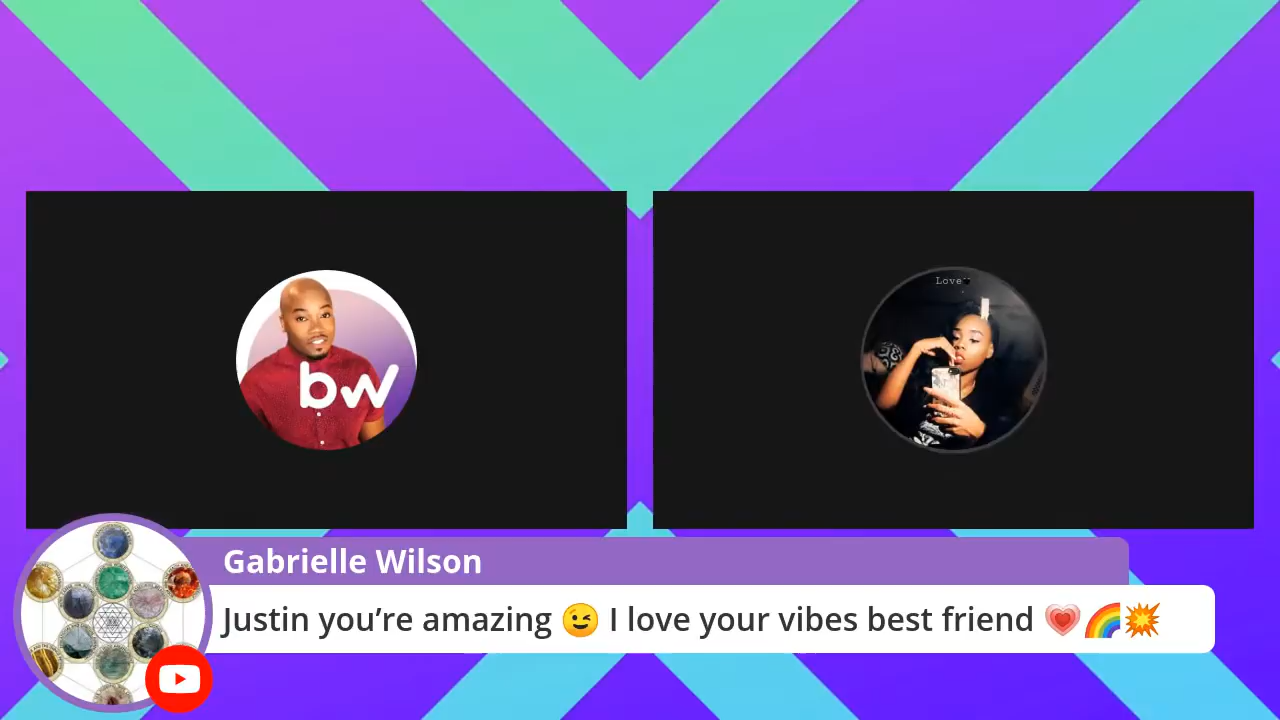 Love
bw
Gabrielle Wilson
Justin you’re amazing 😉 I love your vibes best friend 💗🌈💥